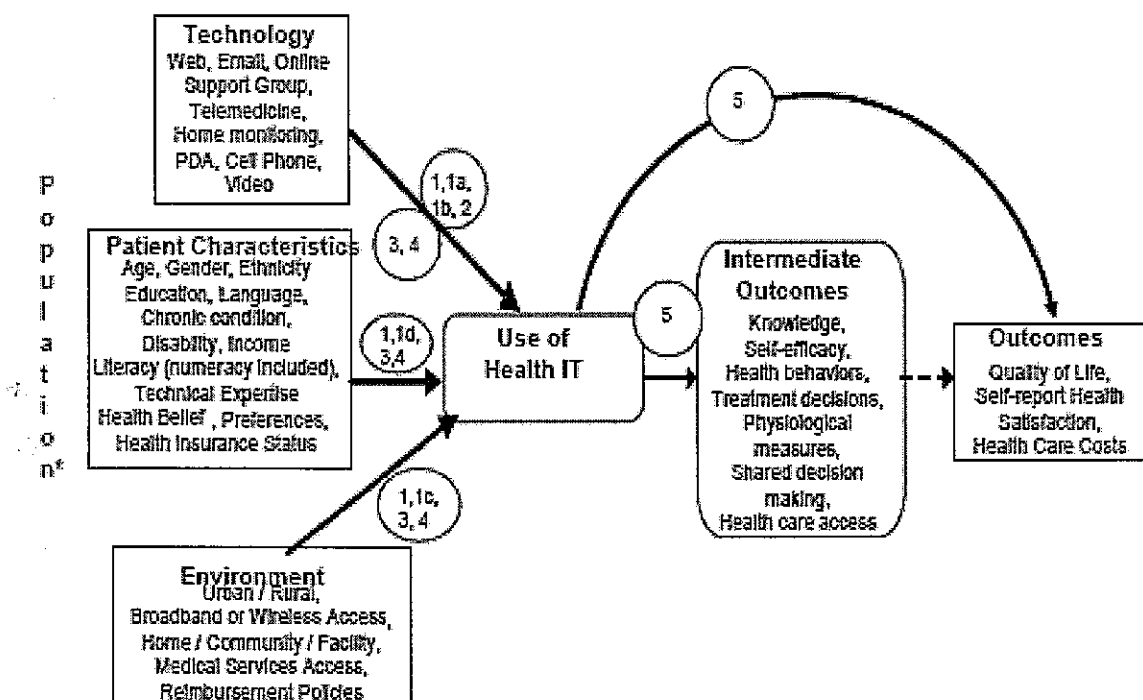 Technology
Web, Email, Online
Support Group,
Telemedicine,
Home monitoring,
PDA, Cell Phone,
Video
Population*
1,1a,
1b, 2
3, 4
Patient Characteristics
Age, Gender, Ethnicity
Education, Language,
Chronic condition,
Disability, Income
Literacy (numeracy included),
Technical Expertise
Health Belief , Preferences,
Health Insurance Status
1,1d,
3,4
Environment
Urban / Rural,
Broadband or Wireless Access,
Home / Community / Facility,
Medical Services Access,
Reimbursement Policies
1,1c,
3, 4
Use of
Health IT
5
5
Intermediate
Outcomes
Knowledge,
Self-efficacy,
Health behaviors,
Treatment decisions,
Physiological
measures,
Shared decision
making,
Health care access
Outcomes
Quality of Life,
Self-report Health
Satisfaction,
Health Care Costs